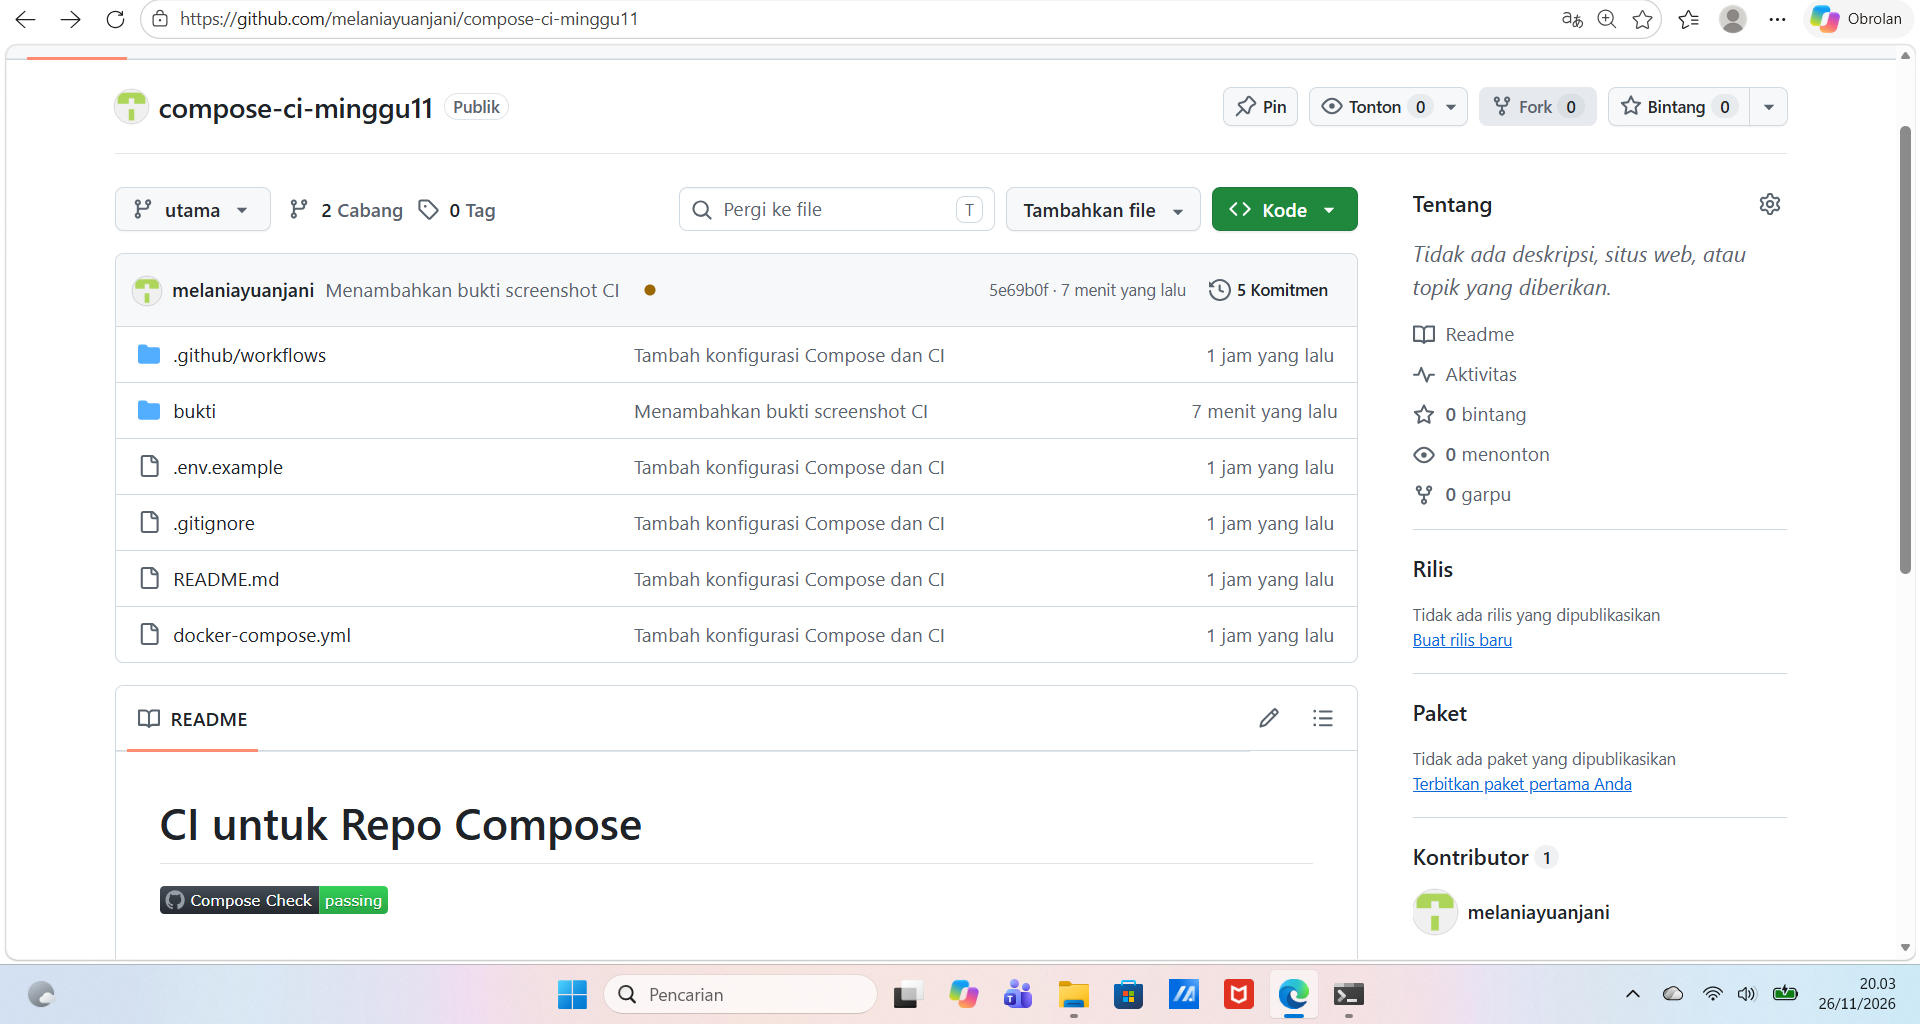 https://github.com/melaniayuanjani/compose-ci-minggu11
Obrolan
compose-ci-minggu11 Publik
Pin
Tonton 0
Fork 0
Bintang 0
utama
2 Cabang
0 Tag
Pergi ke file T
Tambahkan file
Kode
melaniayuanjani Menambahkan bukti screenshot CI
5e69b0f · 7 menit yang lalu
5 Komitmen
.github/workflows Tambah konfigurasi Compose dan CI 1 jam yang lalu
bukti Menambahkan bukti screenshot CI 7 menit yang lalu
.env.example Tambah konfigurasi Compose dan CI 1 jam yang lalu
.gitignore Tambah konfigurasi Compose dan CI 1 jam yang lalu
README.md Tambah konfigurasi Compose dan CI 1 jam yang lalu
docker-compose.yml Tambah konfigurasi Compose dan CI 1 jam yang lalu
README
CI untuk Repo Compose
Compose Check passing
Tentang
Tidak ada deskripsi, situs web, atau
topik yang diberikan.
Readme
Aktivitas
0 bintang
0 menonton
0 garpu
Rilis
Tidak ada rilis yang dipublikasikan
Buat rilis baru
Paket
Tidak ada paket yang dipublikasikan
Terbitkan paket pertama Anda
Kontributor 1
melaniayuanjani
Pencarian
20.03
26/11/2026